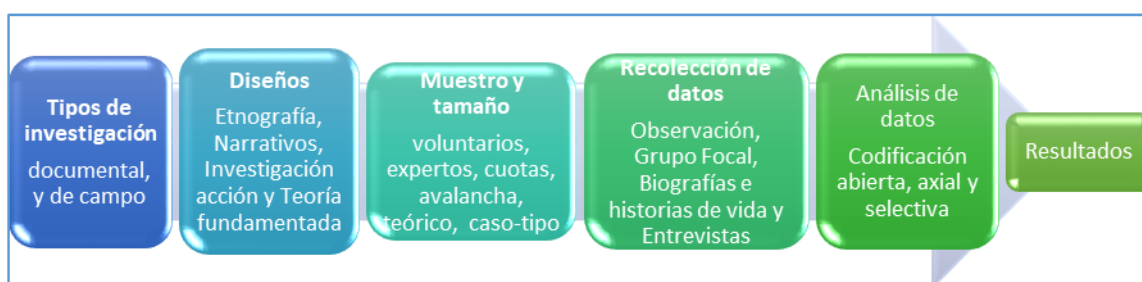 Tipos de
investigación
documental,
y de campo
Diseños
Etnografía,
Narrativos,
Investigación
acción y Teoría
fundamentada
Muestro y
tamaño
voluntarios,
expertos, cuotas,
avalancha,
teórico, caso-tipo
Recolección de
datos
Observación,
Grupo Focal,
Biografías e
historias de vida y
Entrevistas
Análisis de
datos
Codificación
abierta, axial y
selectiva
Resultados